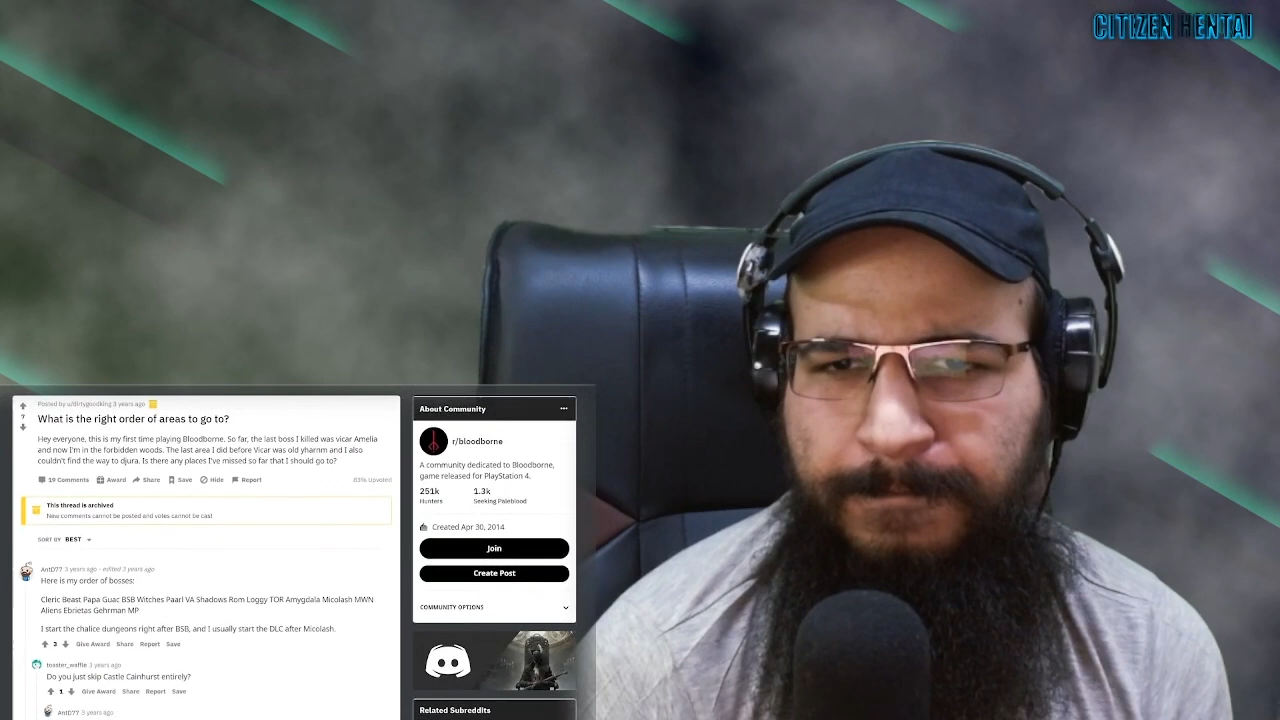 CITIZEN HENTAI
Posted by u/dirtygoodking 3 years ago
7
What is the right order of areas to go to?
Hey everyone, this is my first time playing Bloodborne. So far, the last boss I killed was vicar Amelia
and now I'm in the forbidden woods. The last area I did before Vicar was old yharnm and I also
couldn't find the way to djura. Is there any places I've missed so far that I should go to?
19 Comments Award Share Save Hide Report 83% Upvoted
This thread is archived
New comments cannot be posted and votes cannot be cast
SORT BY BEST
AntD77 3 years ago · edited 3 years ago
Here is my order of bosses:
Cleric Beast Papa Guac BSB Witches Paarl VA Shadows Rom Loggy TOR Amygdala Micolash MWN
Aliens Ebrietas Gehrman MP
I start the chalice dungeons right after BSB, and I usually start the DLC after Micolash.
3 Give Award Share Report Save
toaster_waffle 3 years ago
Do you just skip Castle Cainhurst entirely?
1 Give Award Share Report Save
AntD77 3 years ago
About Community
r/bloodborne
A community dedicated to Bloodborne,
game released for PlayStation 4.
251k 1.3k
Hunters Seeking Paleblood
Created Apr 30, 2014
Join
Create Post
COMMUNITY OPTIONS
Related Subreddits